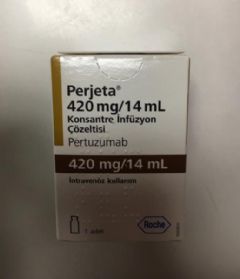 Perjeta®
420 mg/14 mL
Konsantre İnfüzyon
Çözeltisi
Pertuzumab
420 mg/14 mL
İntravenöz kullanım
1 adet
Roche